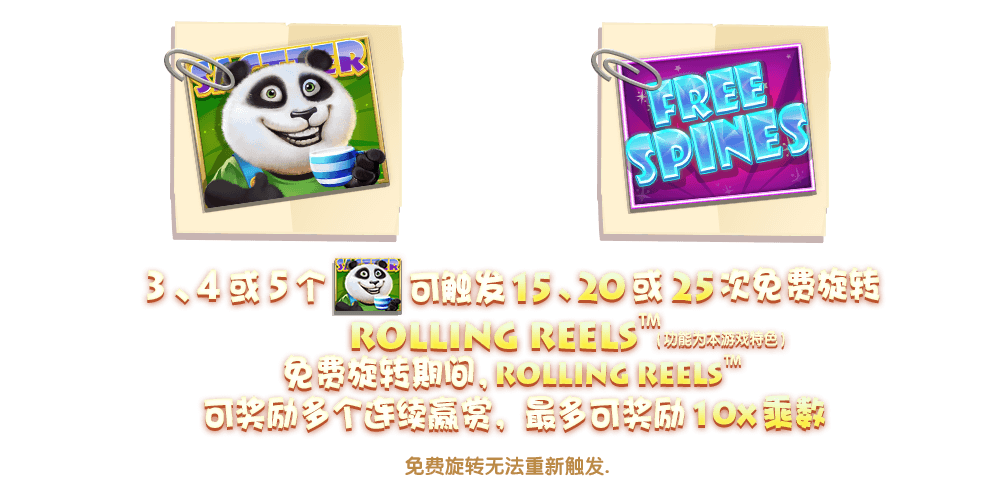 SCATTER
FREE
SPINES
3、4或5个 可触发15、20或25次免费旋转
ROLLING REELS™（功能为本游戏特色）
免费旋转期间, ROLLING REELS™
可奖励多个连续赢赏，最多可奖励10x乘数
免费旋转无法重新触发.